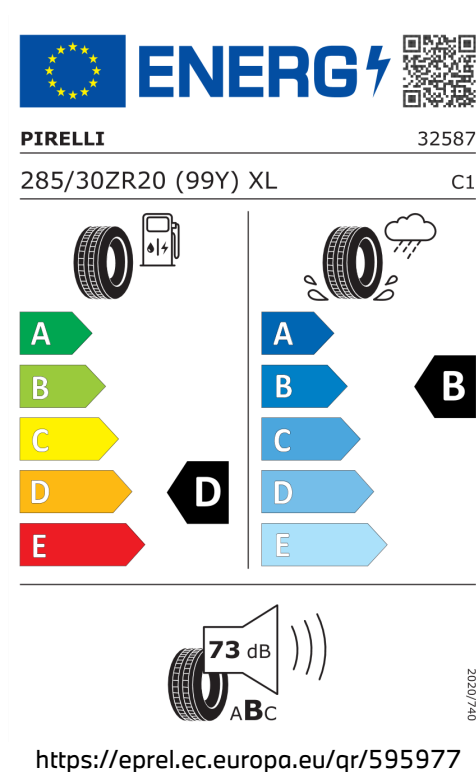 ENERG
PIRELLI 32587
285/30ZR20 (99Y) XL C1
A
B
C
D
E
D
A
B
C
D
E
B
73 dB
ABC
2020/740
https://eprel.ec.europa.eu/qr/595977